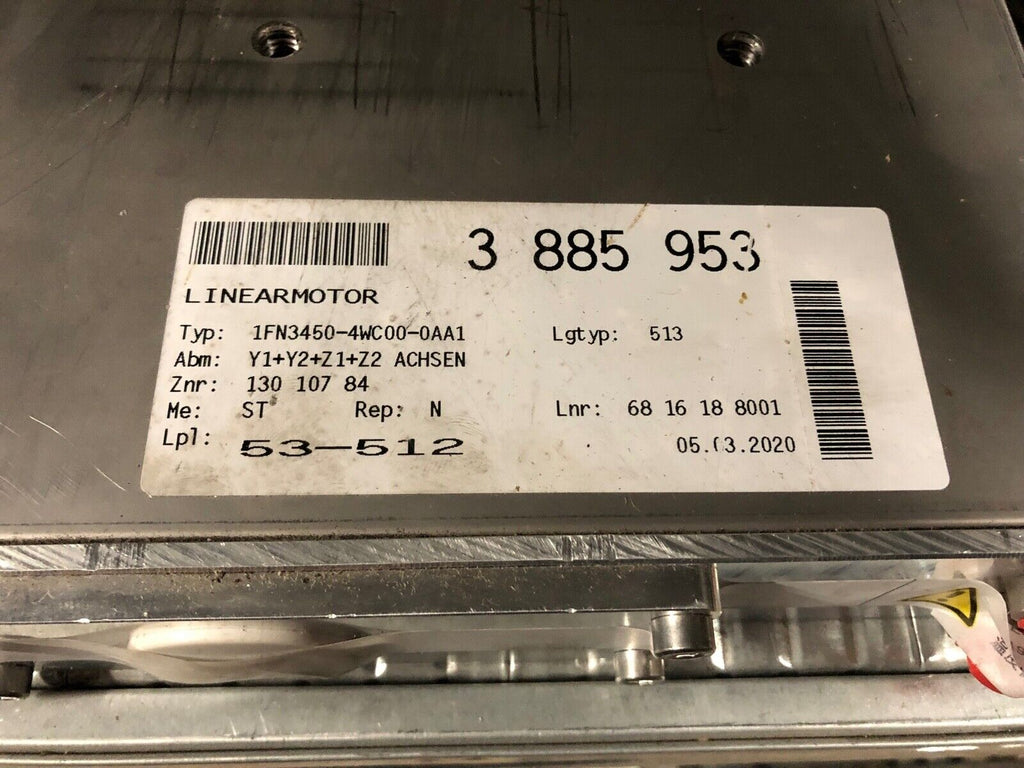 3 885 953
LINEARMOTOR
Typ: 1FN3450-4WC00-0AA1 Lgtyp: 513
Abm: Y1+Y2+Z1+Z2 ACHSEN
Znr: 130 107 84
Me: ST Rep: N Lnr: 68 16 18 8001
Lpl: 53-512 05.03.2020